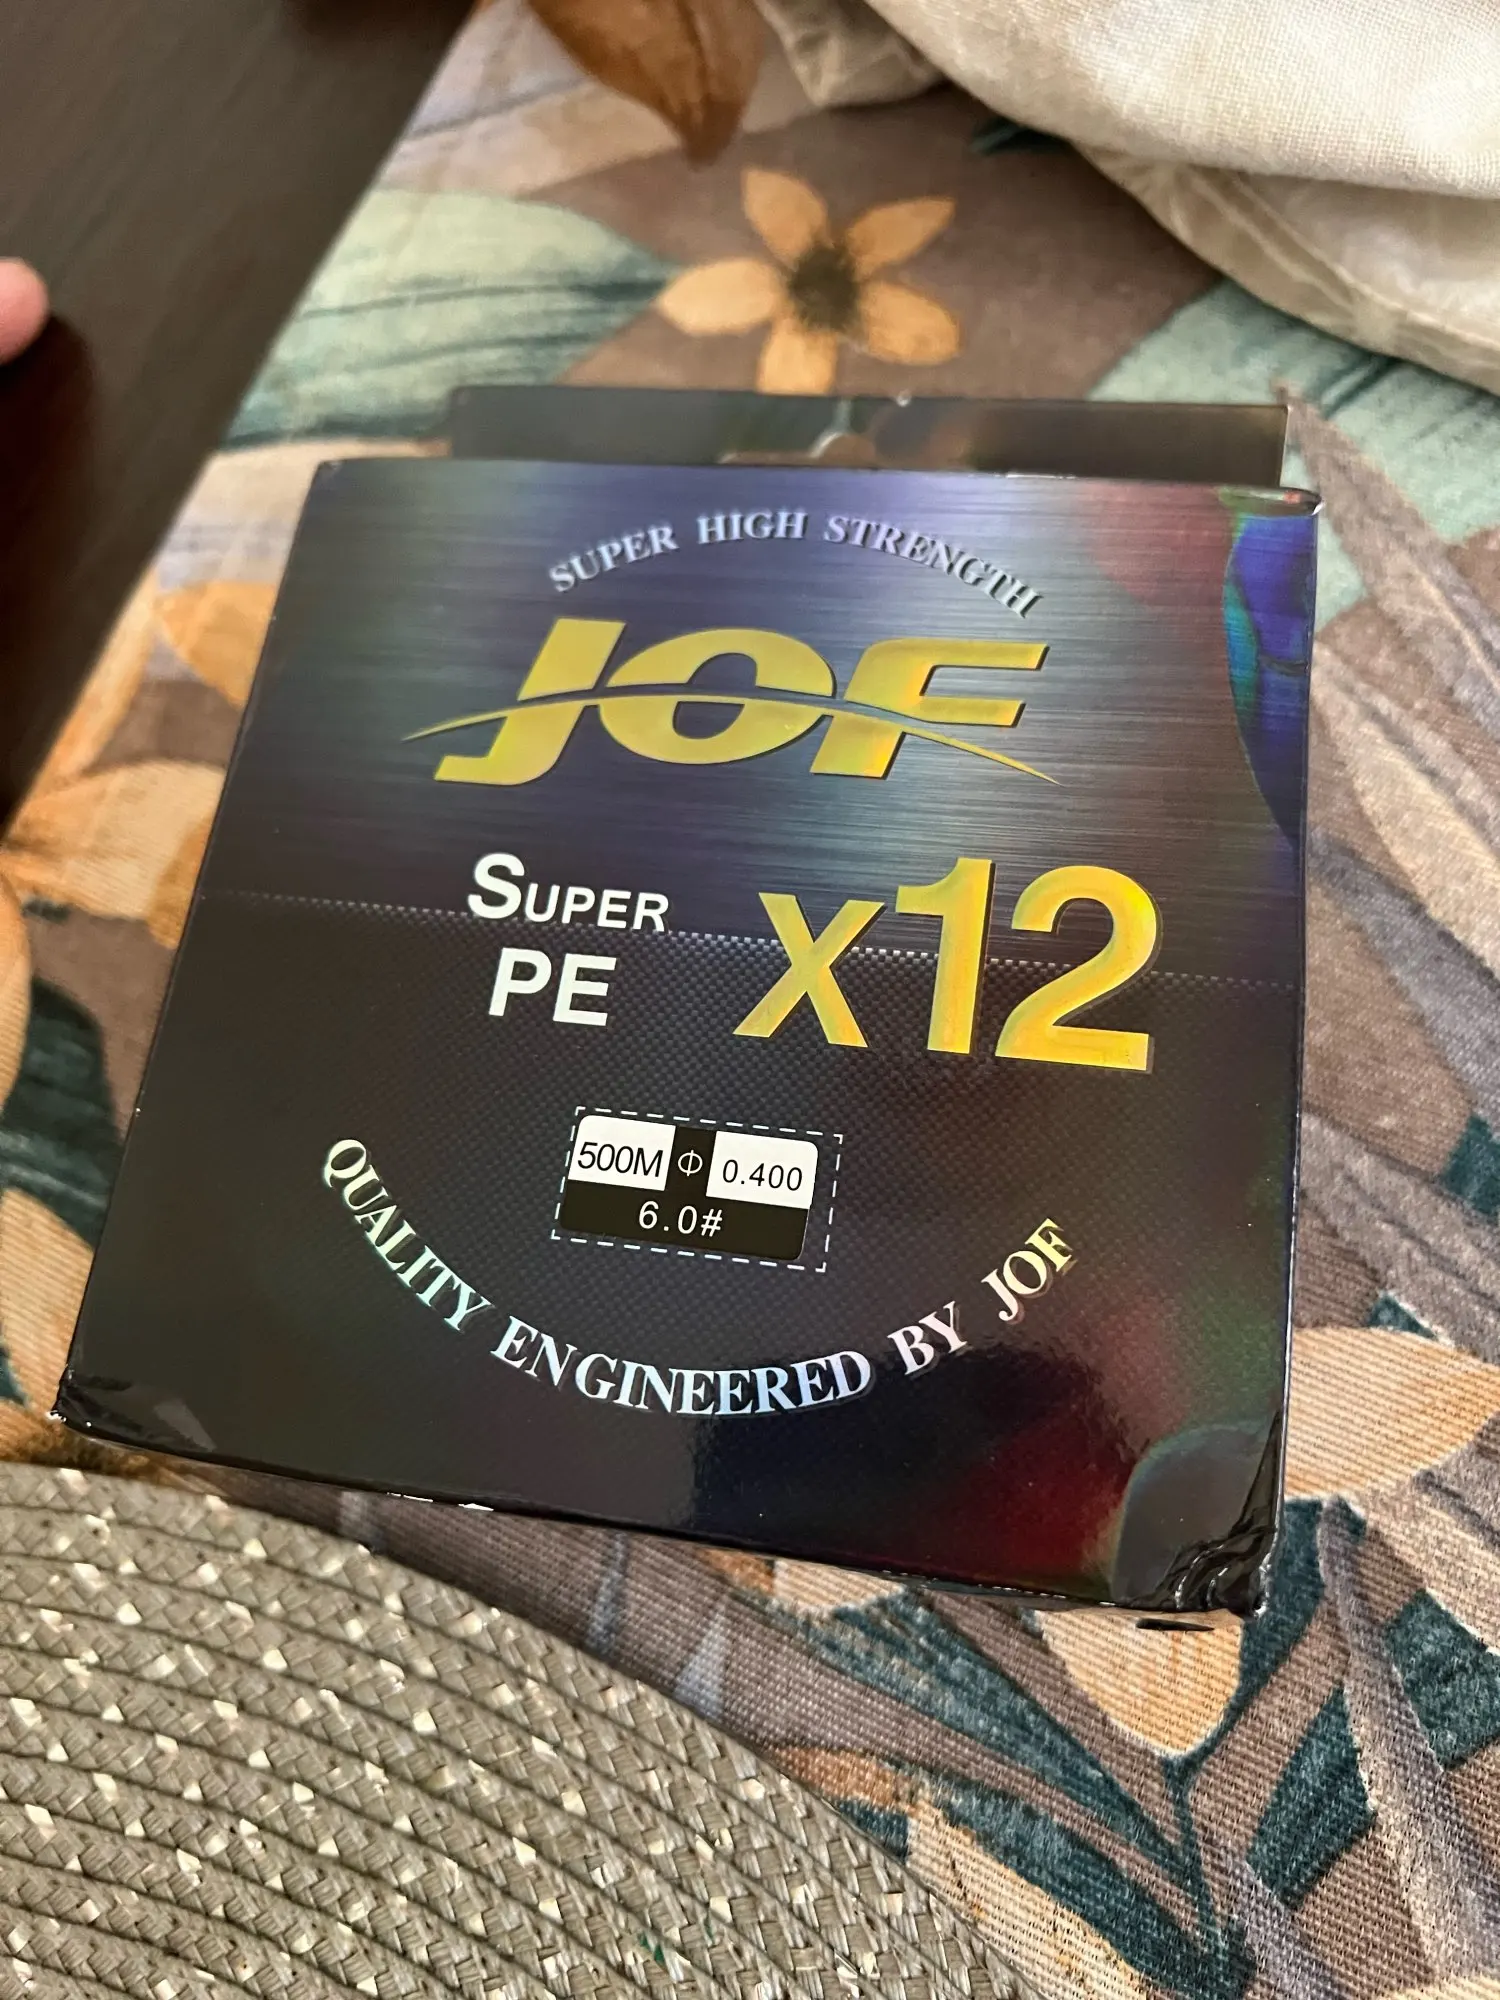 SUPER HIGH STRENGTH
JOF
SUPER
PE
x12
500M Φ 0.400
6.0#
QUALITY ENGINEERED BY JOF